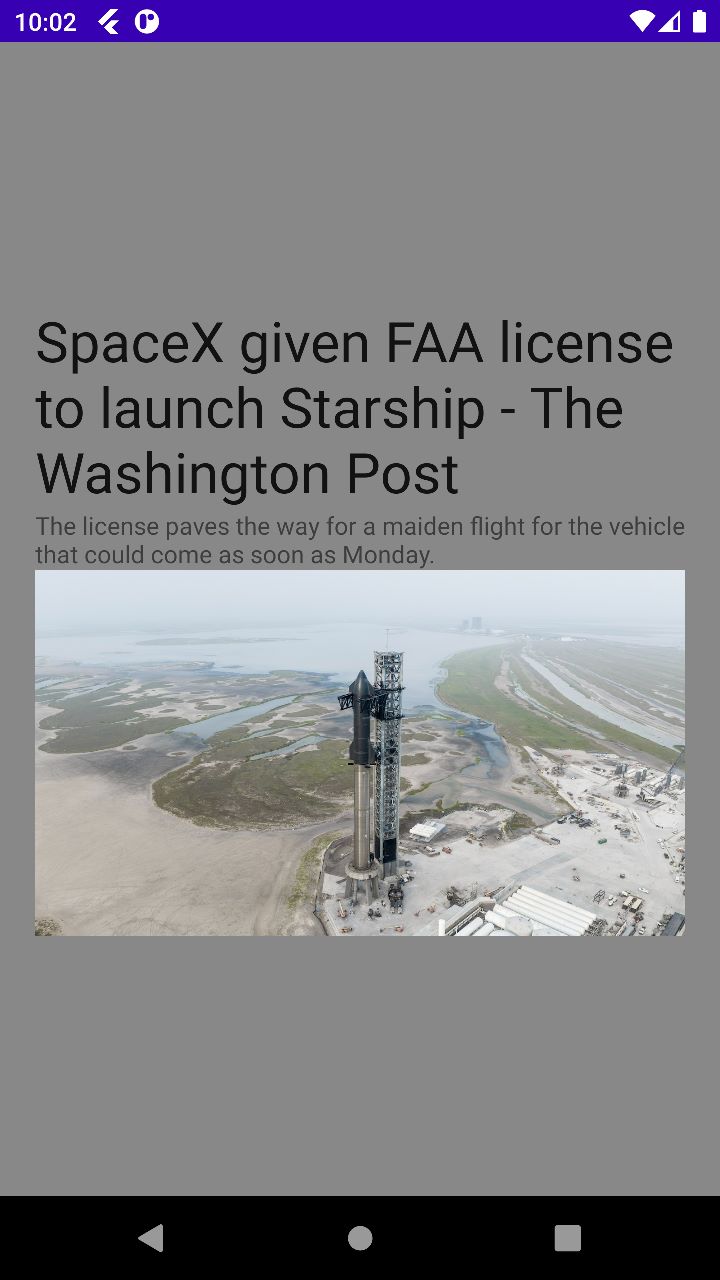 10:02
SpaceX given FAA license
to launch Starship - The
Washington Post
The license paves the way for a maiden flight for the vehicle
that could come as soon as Monday.